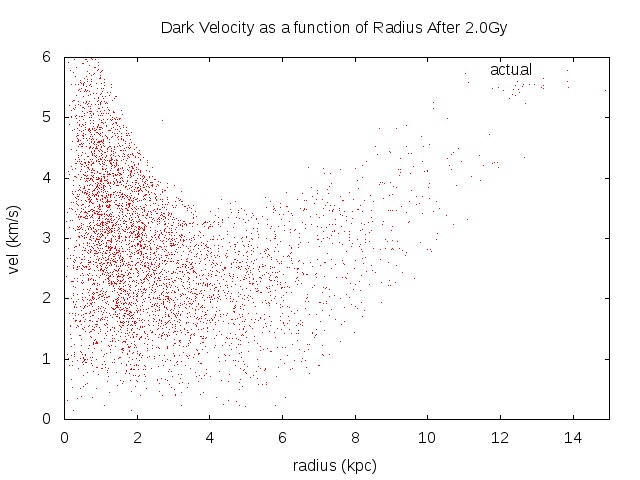 Dark Velocity as a function of Radius After 2.0Gy
actual
vel (km/s)
6
5
4
3
2
1
0
0 2 4 6 8 10 12 14
radius (kpc)